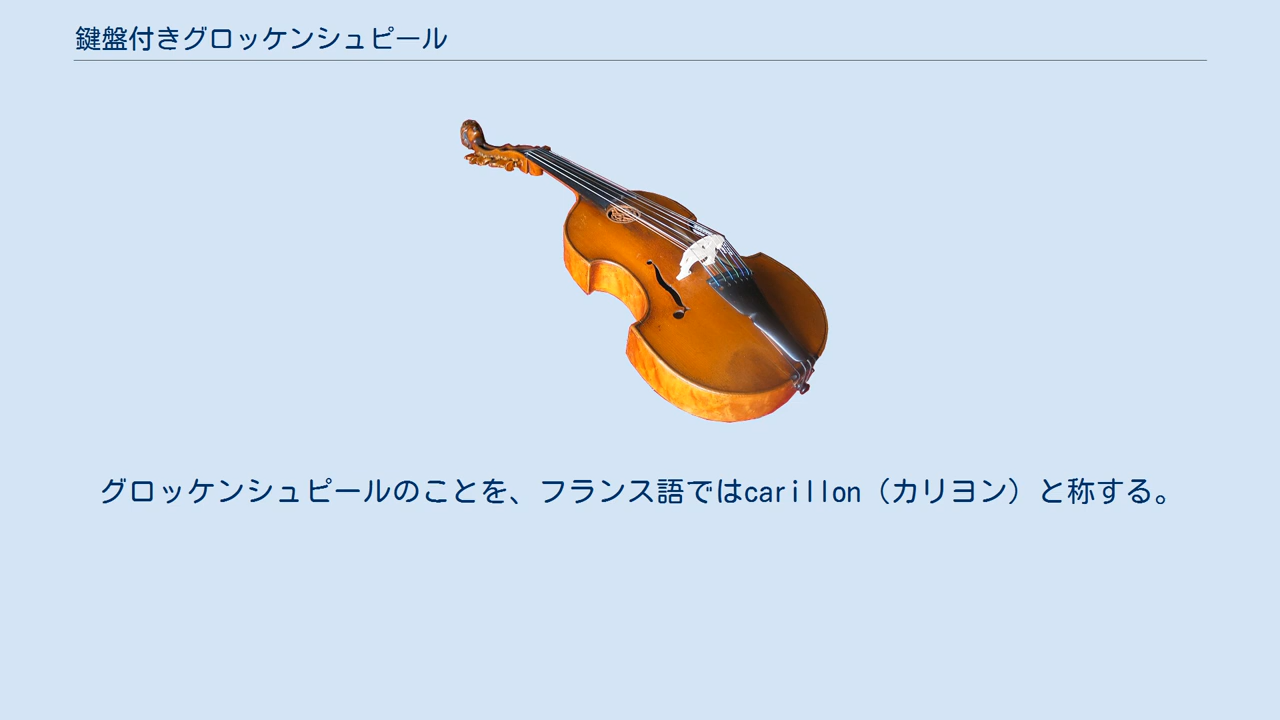 鍵盤付きグロッケンシュピール
グロッケンシュピールのことを、フランス語ではcarillon（カリヨン）と称する。